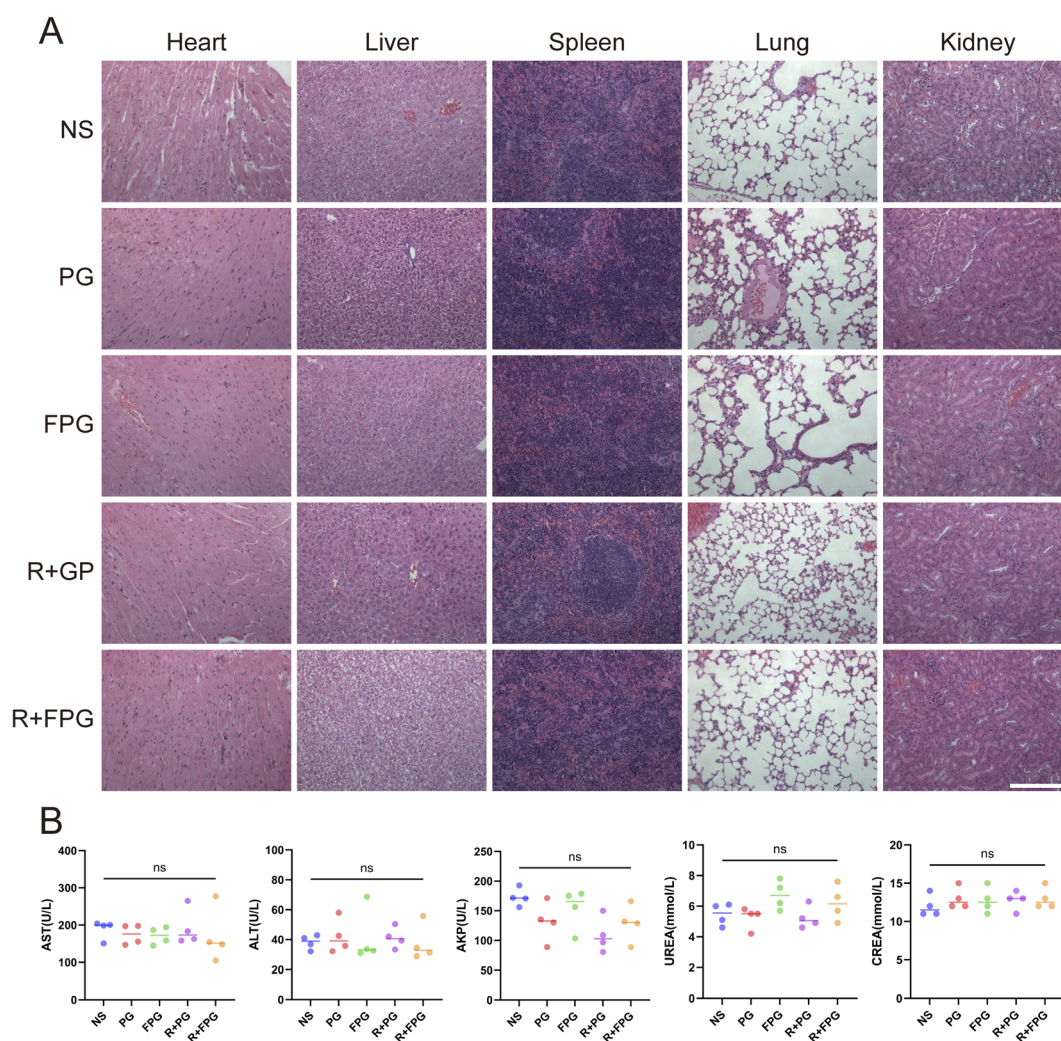 A
Heart Liver Spleen Lung Kidney
NS
PG
FPG
R+GP
R+FPG
B
ns
AST(U/L)
400
300
200
100
0
NS PG FPG R+PG R+FPG
ns
ALT(U/L)
100
80
60
40
20
0
NS PG FPG R+PG R+FPG
ns
AKP(U/L)
250
200
150
100
50
0
NS PG FPG R+PG R+FPG
ns
UREA(mmol/L)
8
6
4
2
0
NS PG FPG R+PG R+FPG
ns
CREA(mmol/L)
20
15
10
5
0
NS PG FPG R+PG R+FPG